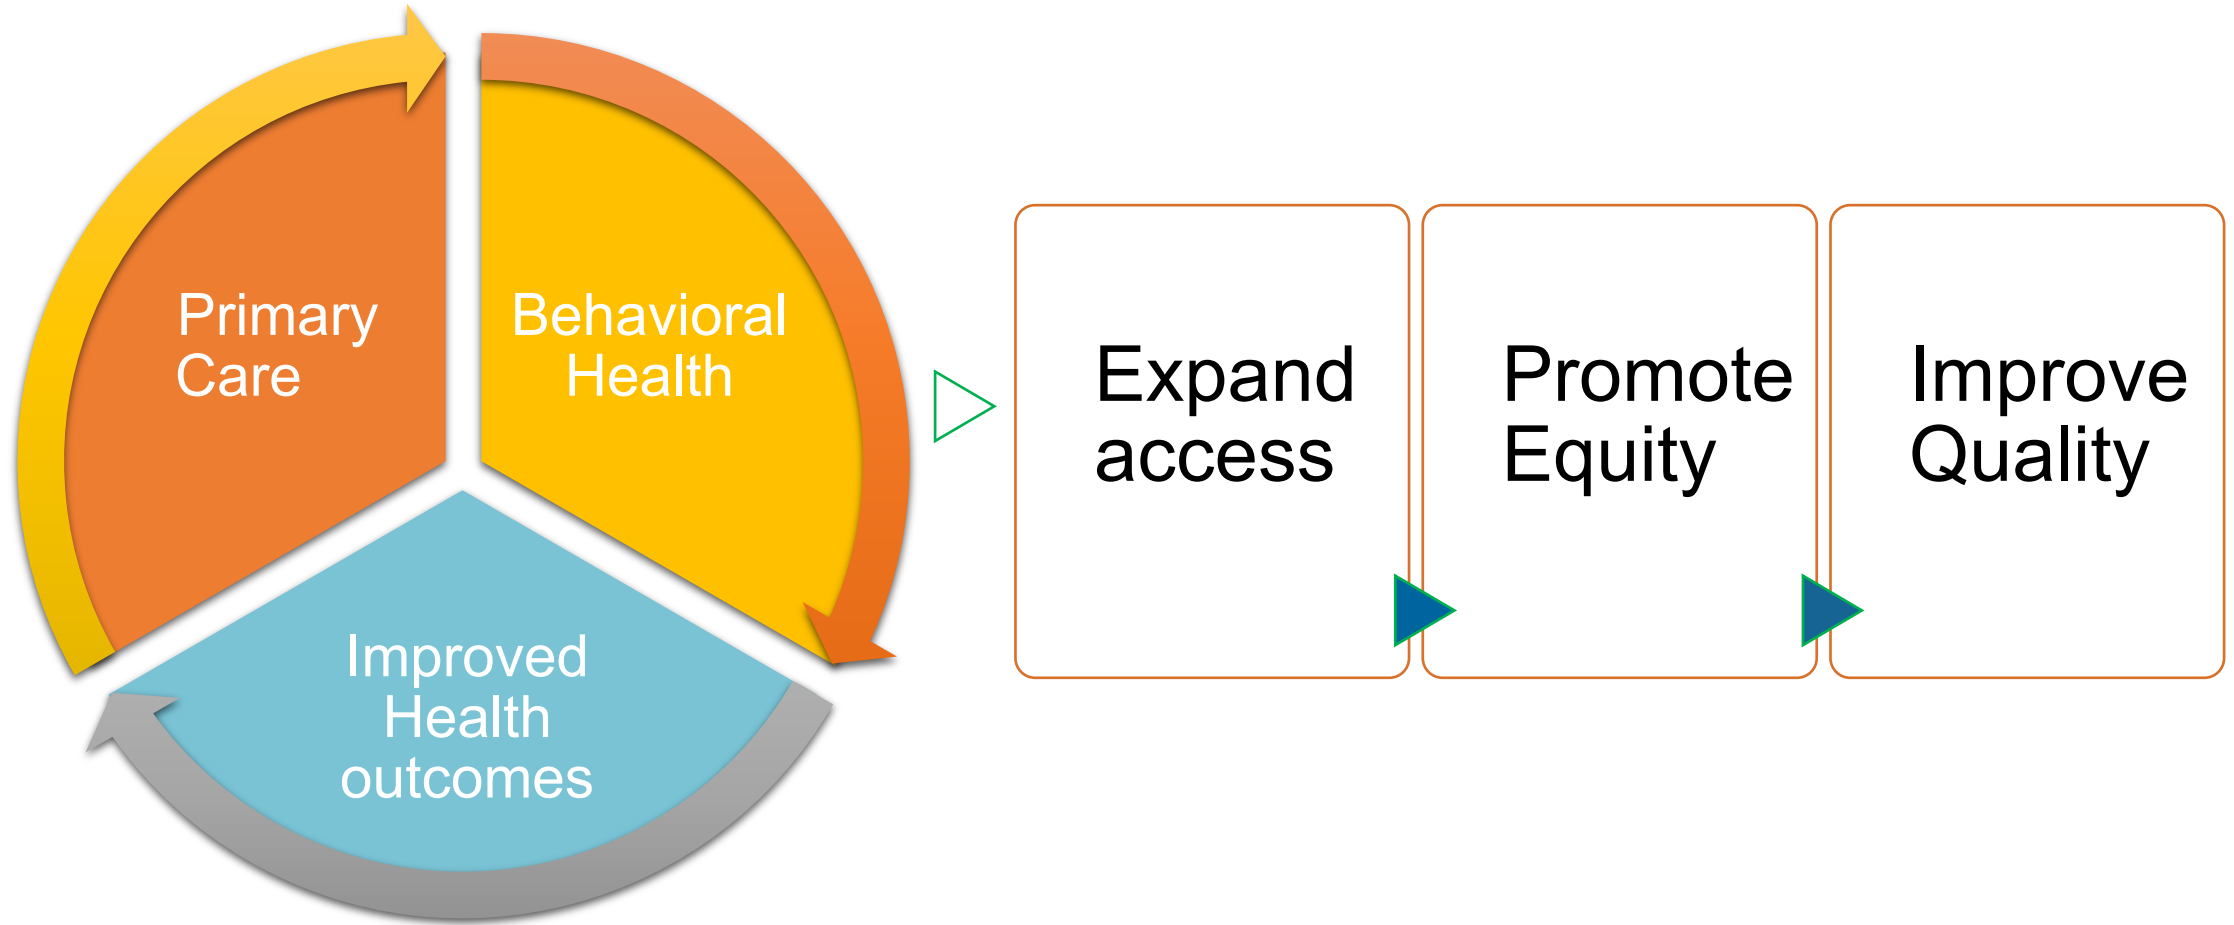 Primary
Care
Behavioral
Health
Improved
Health
outcomes
Expand
access
Promote
Equity
Improve
Quality